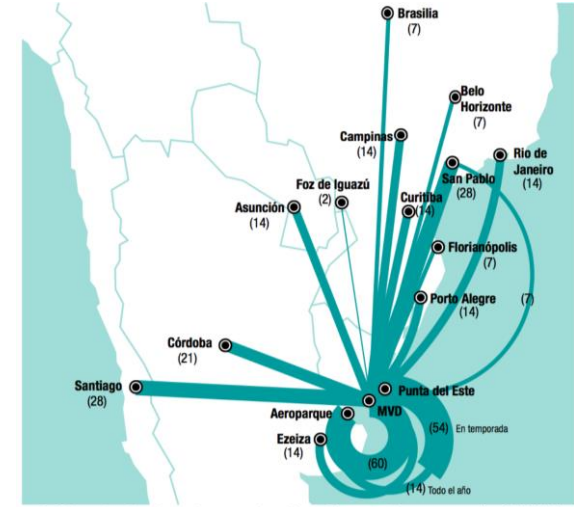 Brasilia
(7)
Belo
Horizonte
(7)
Campinas
(14)
San Pablo
(28)
Rio de
Janeiro
(14)
Foz de Iguazú
(2)
Asunción
(14)
Curitiba
(14)
Florianópolis
(7)
Porto Alegre
(14)
(7)
Córdoba
(21)
Santiago
(28)
Punta del Este
MVD
Aeroparque
Ezeiza
(14)
(54) En temporada
(60)
(14) Todo el año